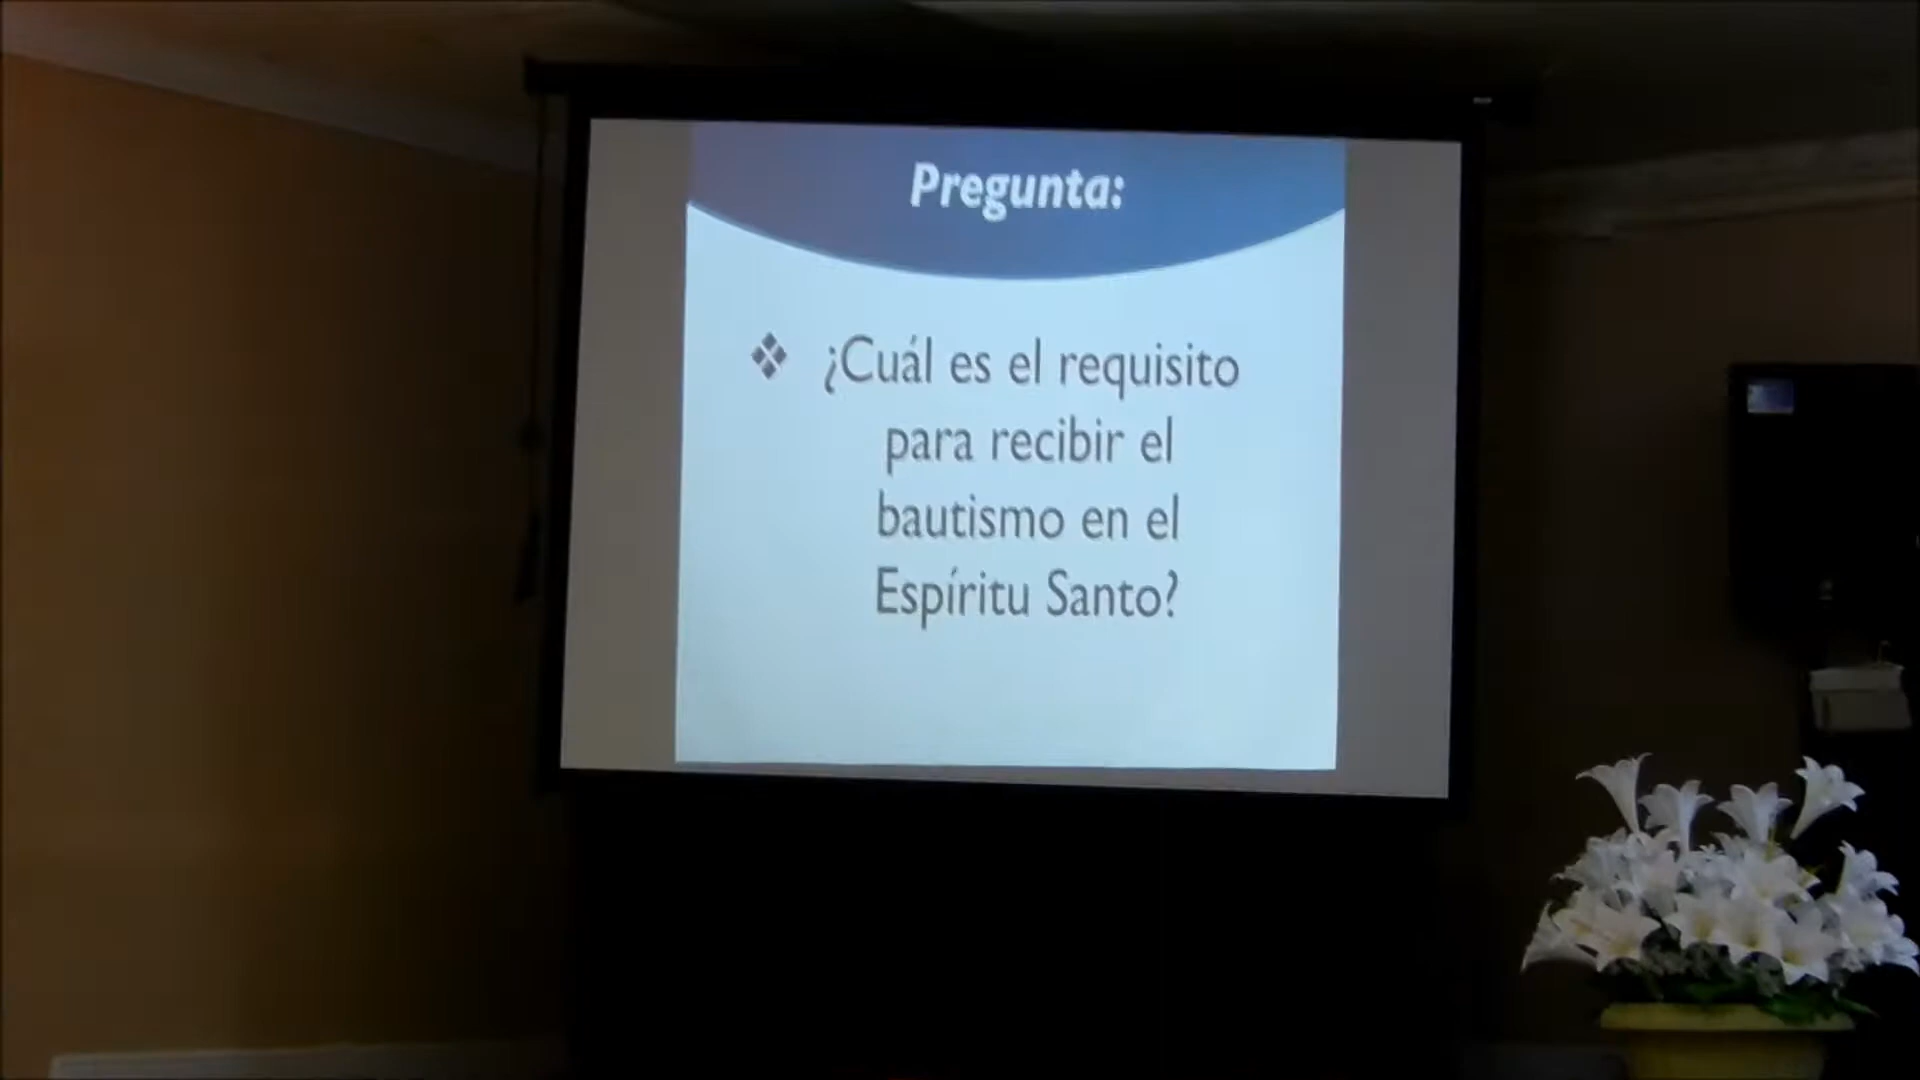 Pregunta:
¿Cuál es el requisito
para recibir el
bautismo en el
Espíritu Santo?